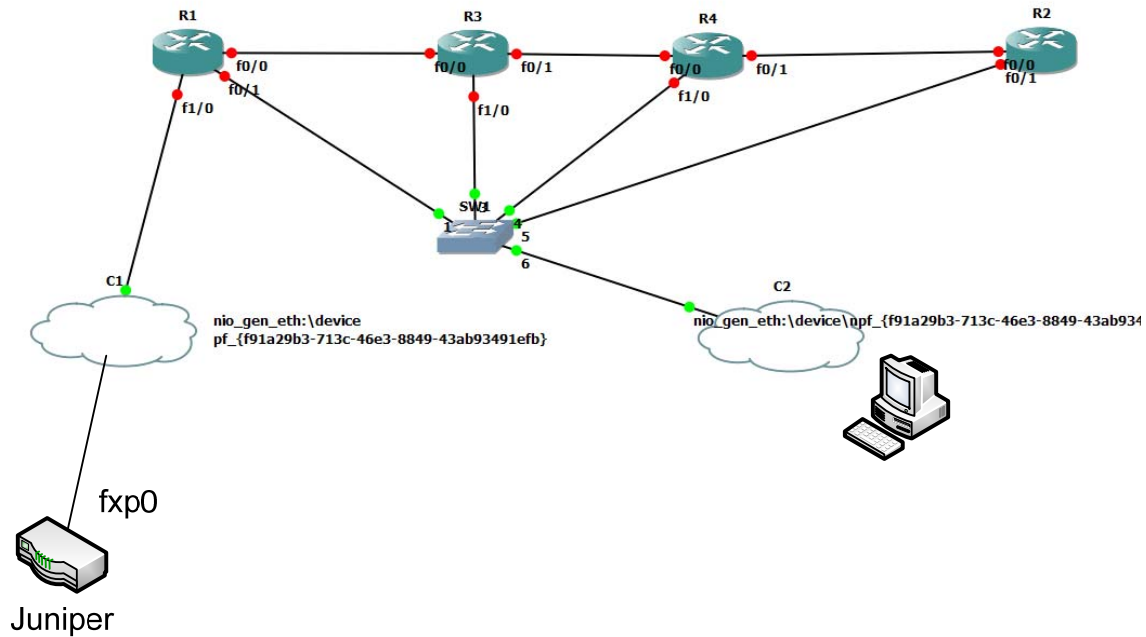 R1
R3
R4
R2
f0/0
f0/0
f0/1
f0/0
f0/1
f0/0
f0/1
f0/1
f1/0
f1/0
f1/0
SW1
3
1
4
5
6
C1
C2
nio_gen_eth:\device
pf_{f91a29b3-713c-46e3-8849-43ab93491efb}
nio_gen_eth:\device\npf_{f91a29b3-713c-46e3-8849-43ab934
fxp0
Juniper